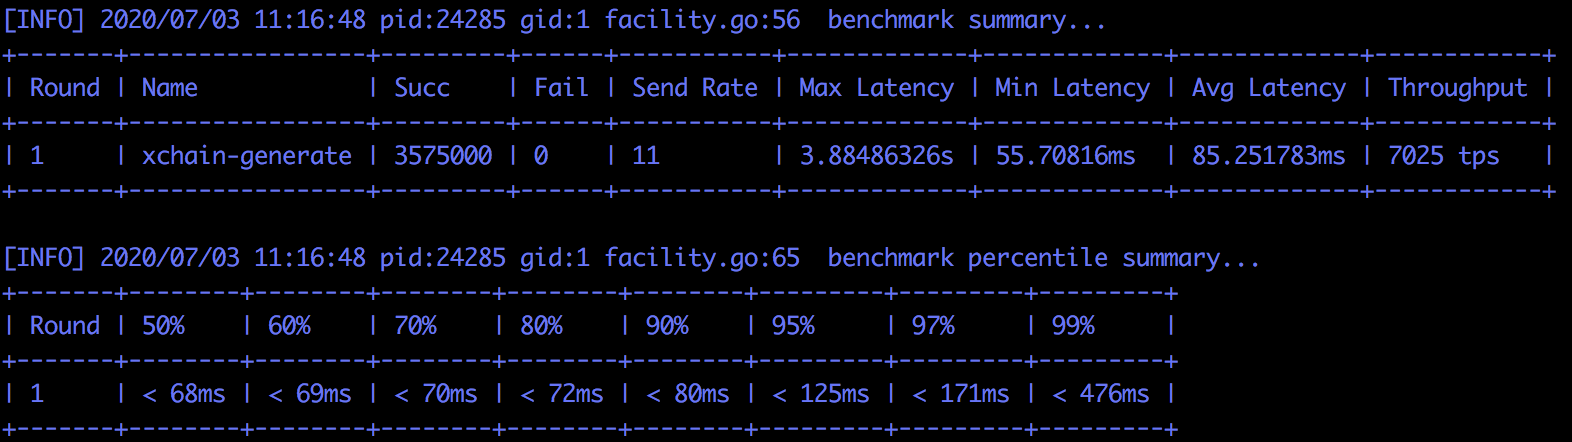 [INFO] 2020/07/03 11:16:48 pid:24285 gid:1 facility.go:56  benchmark summary...
+-------+-----------------+---------+------+-----------+-------------+-------------+-------------+------------+
| Round | Name            | Succ    | Fail | Send Rate | Max Latency | Min Latency | Avg Latency | Throughput |
+-------+-----------------+---------+------+-----------+-------------+-------------+-------------+------------+
| 1     | xchain-generate | 3575000 | 0    | 11        | 3.88486326s | 55.70816ms  | 85.251783ms | 7025 tps   |
+-------+-----------------+---------+------+-----------+-------------+-------------+-------------+------------+
[INFO] 2020/07/03 11:16:48 pid:24285 gid:1 facility.go:65  benchmark percentile summary...
+-------+--------+--------+---------+--------+---------+----------+---------+---------+
| Round | 50%    | 60%    | 70%     | 80%    | 90%    | 95%      | 97%     | 99%     |
+-------+--------+--------+---------+--------+---------+----------+---------+---------+
| 1     | < 68ms | < 69ms | < 70ms | < 72ms | < 80ms | < 125ms | < 171ms | < 476ms |
+-------+--------+--------+---------+--------+---------+----------+---------+---------+